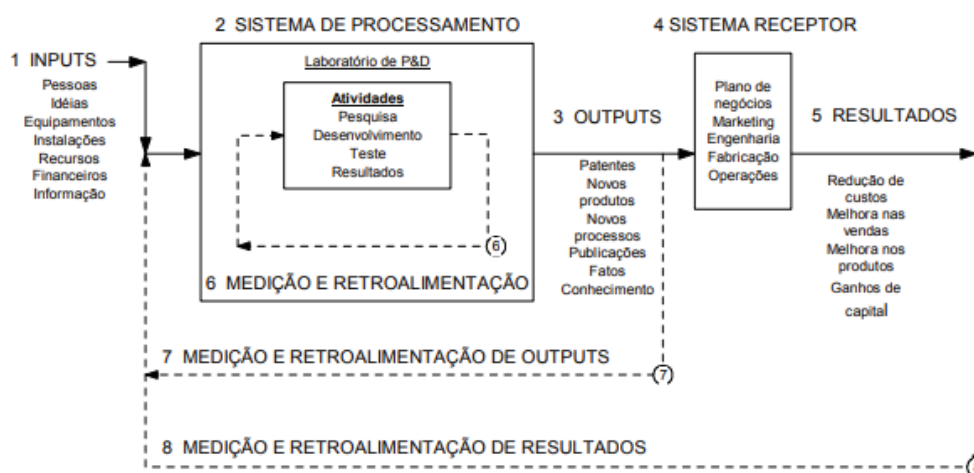 2 SISTEMA DE PROCESSAMENTO
4 SISTEMA RECEPTOR
1 INPUTS
Pessoas
Idéias
Equipamentos
Instalações
Recursos
Financeiros
Informação
Laboratório de P&D
Atividades
Pesquisa
Desenvolvimento
Teste
Resultados
6
6 MEDIÇÃO E RETROALIMENTAÇÃO
3 OUTPUTS
Patentes
Novos
produtos
Novos
processos
Publicações
Fatos
Conhecimento
Plano de
negócios
Marketing
Engenharia
Fabricação
Operações
5 RESULTADOS
Redução de
custos
Melhora nas
vendas
Melhora nos
produtos
Ganhos de
capital
7 MEDIÇÃO E RETROALIMENTAÇÃO DE OUTPUTS
7
8 MEDIÇÃO E RETROALIMENTAÇÃO DE RESULTADOS